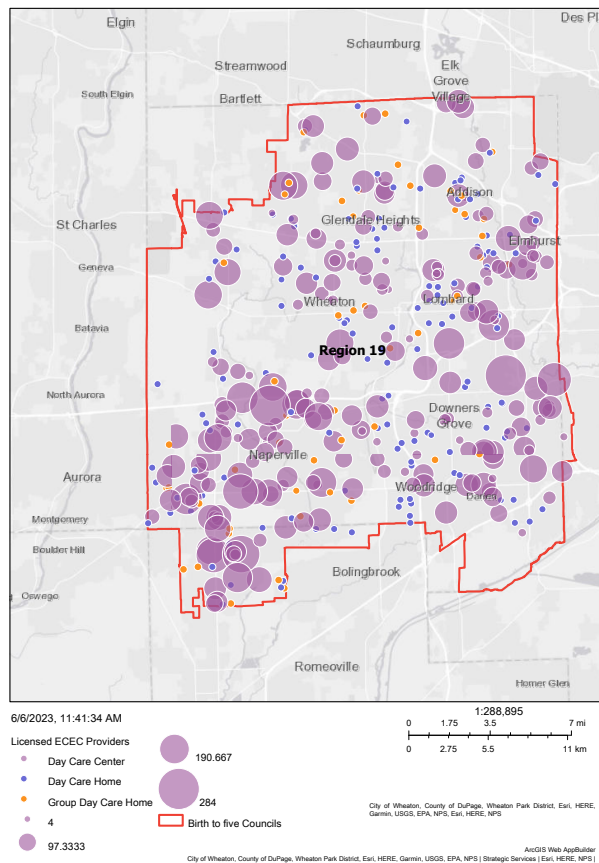 Elgin
Des Pl
Schaumburg
Streamwood
Elk
Grove
Village
South Elgin
Bartlett
Addison
St Charles
Glendale Heights
Elmhurst
Geneva
Wheaton
Lombard
Batavia
Region 19
North Aurora
Downers
Grove
Naperville
Aurora
Woodridge
Darien
Montgomery
Boulder Hill
Bolingbrook
Oswego
Romeoville
Homer Glen
6/6/2023, 11:41:34 AM
Licensed ECEC Providers
Day Care Center
Day Care Home
Group Day Care Home
4
97.3333
190.667
284
Birth to five Councils
1:288,895
0 1.75 3.5 7 mi
0 2.75 5.5 11 km
City of Wheaton, County of DuPage, Wheaton Park District, Esri, HERE,
Garmin, USGS, EPA, NPS, Esri, HERE, NPS
ArcGIS Web AppBuilder
City of Wheaton, County of DuPage, Wheaton Park District, Esri, HERE, Garmin, USGS, EPA, NPS | Strategic Services | Esri, HERE, NPS |